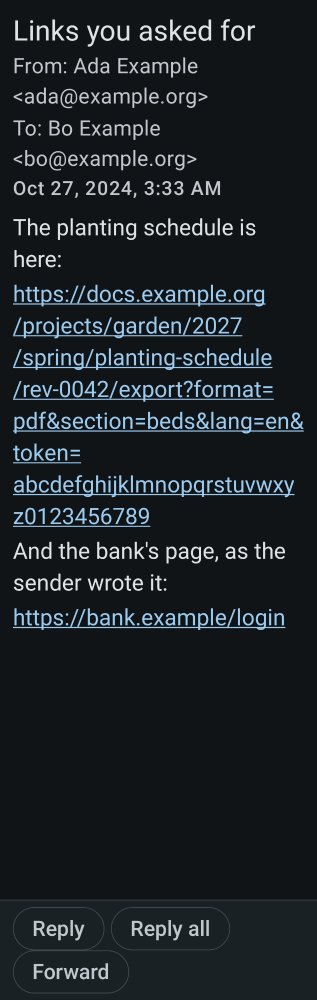 Links you asked for
From: Ada Example
<ada@example.org>
To: Bo Example
<bo@example.org>
Oct 27, 2024, 3:33 AM
The planting schedule is
here:
https://docs.example.org
/projects/garden/2027
/spring/planting-schedule
/rev-0042/export?format=
pdf&section=beds&lang=en&
token=
abcdefghijklmnopqrstuvwxy
z0123456789
And the bank's page, as the
sender wrote it:
https://bank.example/login
Reply
Reply all
Forward